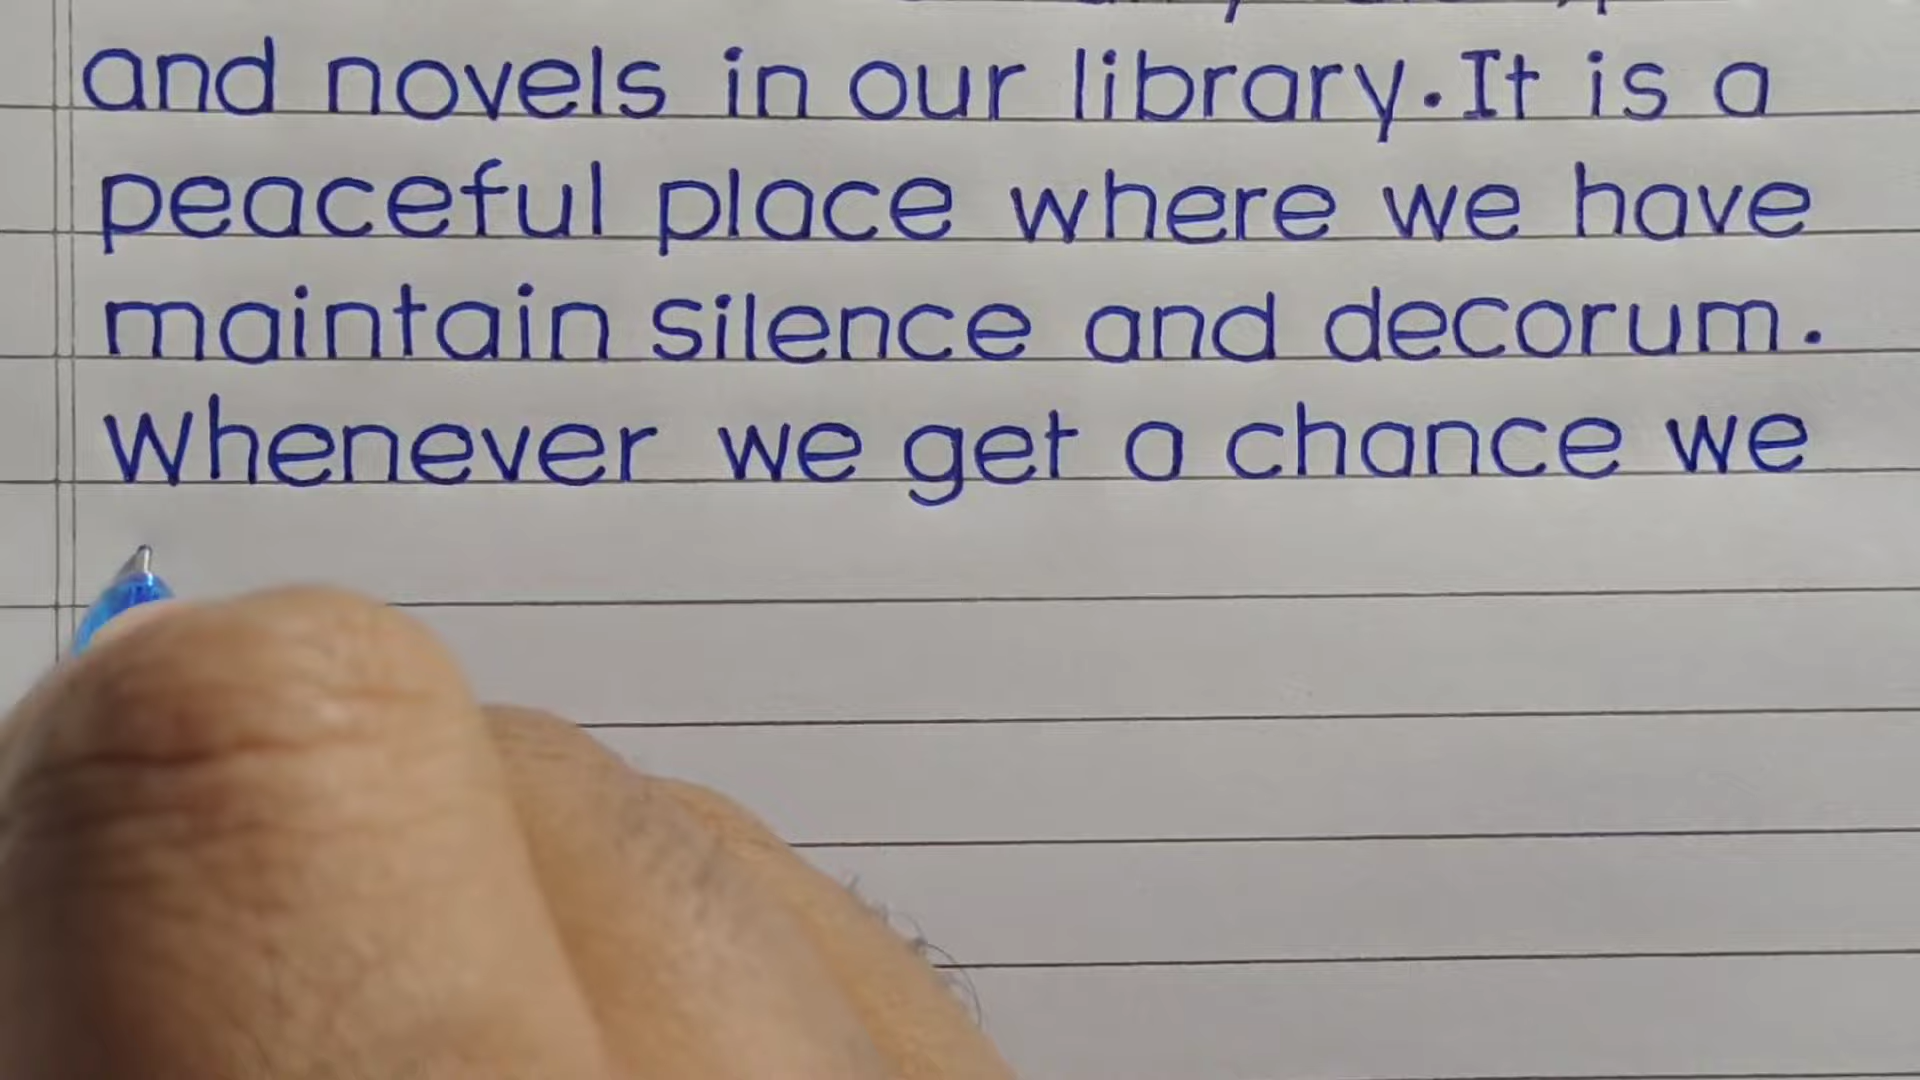 and novels in our library. It is a
peaceful place where we have
maintain silence and decorum.
Whenever we get a chance we